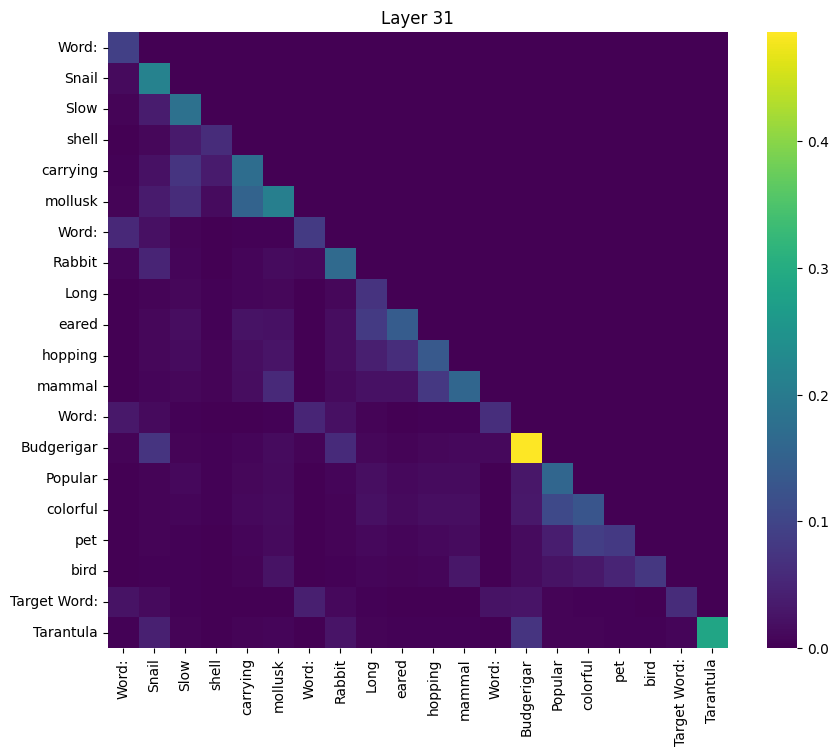 Layer 31
Word:
Snail
Slow
shell
carrying
mollusk
Word:
Rabbit
Long
eared
hopping
mammal
Word:
Budgerigar
Popular
colorful
pet
bird
Target Word:
Tarantula
Word:
Snail
Slow
shell
carrying
mollusk
Word:
Rabbit
Long
eared
hopping
mammal
Word:
Budgerigar
Popular
colorful
pet
bird
Target Word:
Tarantula
0.4
0.3
0.2
0.1
0.0